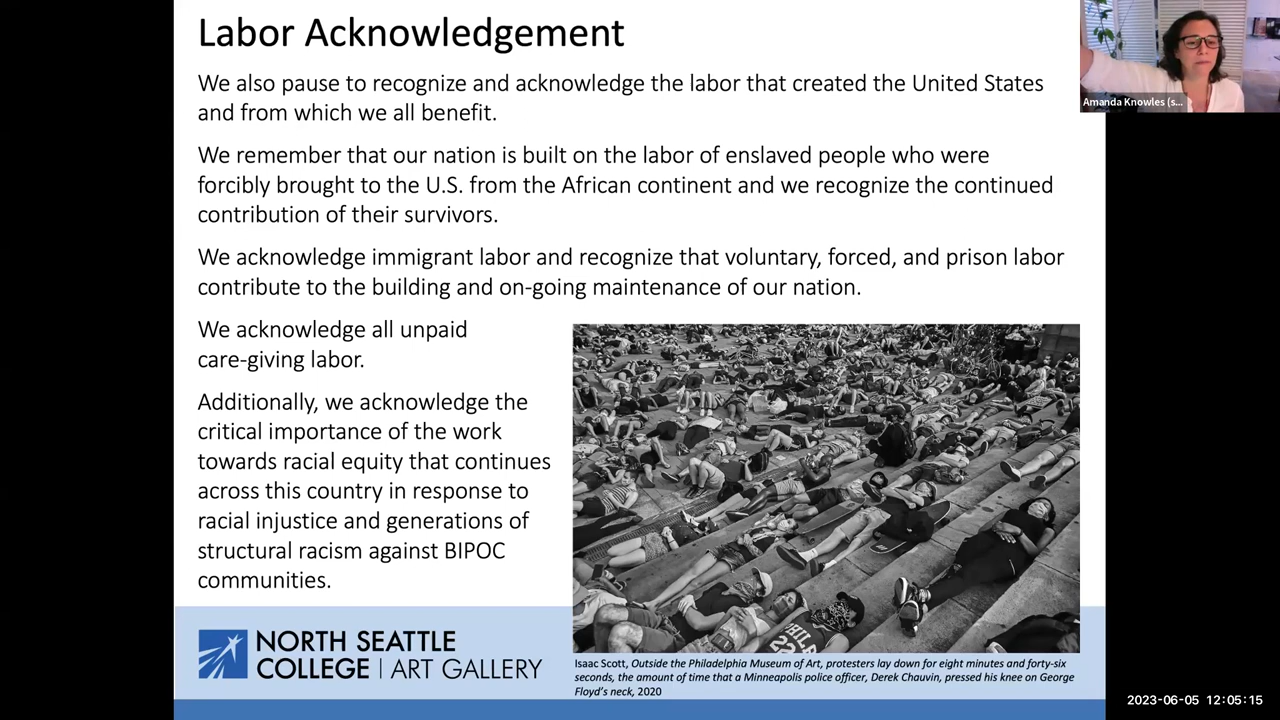 Labor Acknowledgement
We also pause to recognize and acknowledge the labor that created the United States
and from which we all benefit.
We remember that our nation is built on the labor of enslaved people who were
forcibly brought to the U.S. from the African continent and we recognize the continued
contribution of their survivors.
We acknowledge immigrant labor and recognize that voluntary, forced, and prison labor
contribute to the building and on-going maintenance of our nation.
We acknowledge all unpaid
care-giving labor.
Additionally, we acknowledge the
critical importance of the work
towards racial equity that continues
across this country in response to
racial injustice and generations of
structural racism against BIPOC
communities.
NORTH SEATTLE
COLLEGE | ART GALLERY
PHILA
22
Isaac Scott, Outside the Philadelphia Museum of Art, protesters lay down for eight minutes and forty-six
seconds, the amount of time that a Minneapolis police officer, Derek Chauvin, pressed his knee on George
Floyd's neck, 2020
Amanda Knowles (s...
2023-06-05 12:05:15